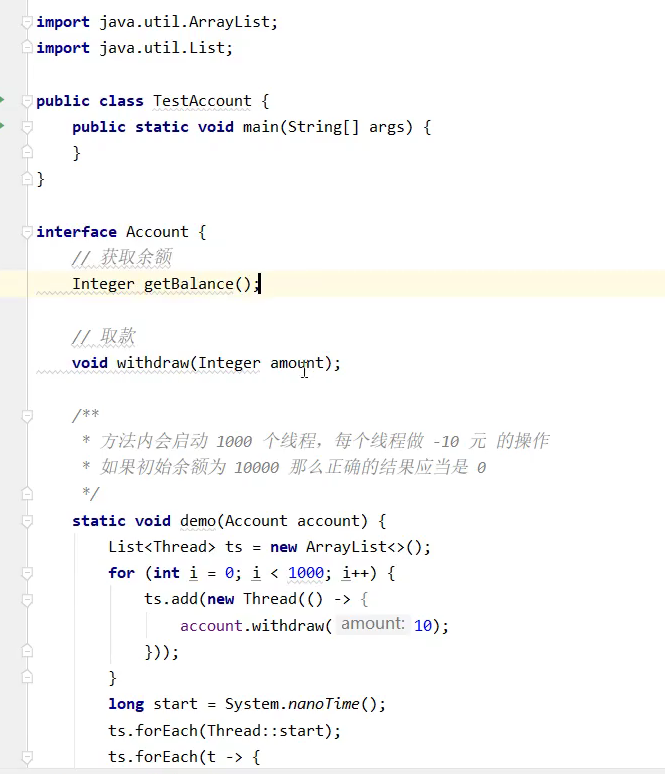 import java.util.ArrayList;
import java.util.List;
public class TestAccount {
public static void main(String[] args) {
}
}
interface Account {
// 获取余额
Integer getBalance();
// 取款
void withdraw(Integer amount);
/**
* 方法内会启动 1000 个线程，每个线程做 -10 元 的操作
* 如果初始余额为 10000 那么正确的结果应当是 0
*/
static void demo(Account account) {
List<Thread> ts = new ArrayList<>();
for (int i = 0; i < 1000; i++) {
ts.add(new Thread(() -> {
account.withdraw( amount: 10);
}));
}
long start = System.nanoTime();
ts.forEach(Thread::start);
ts.forEach(t -> {